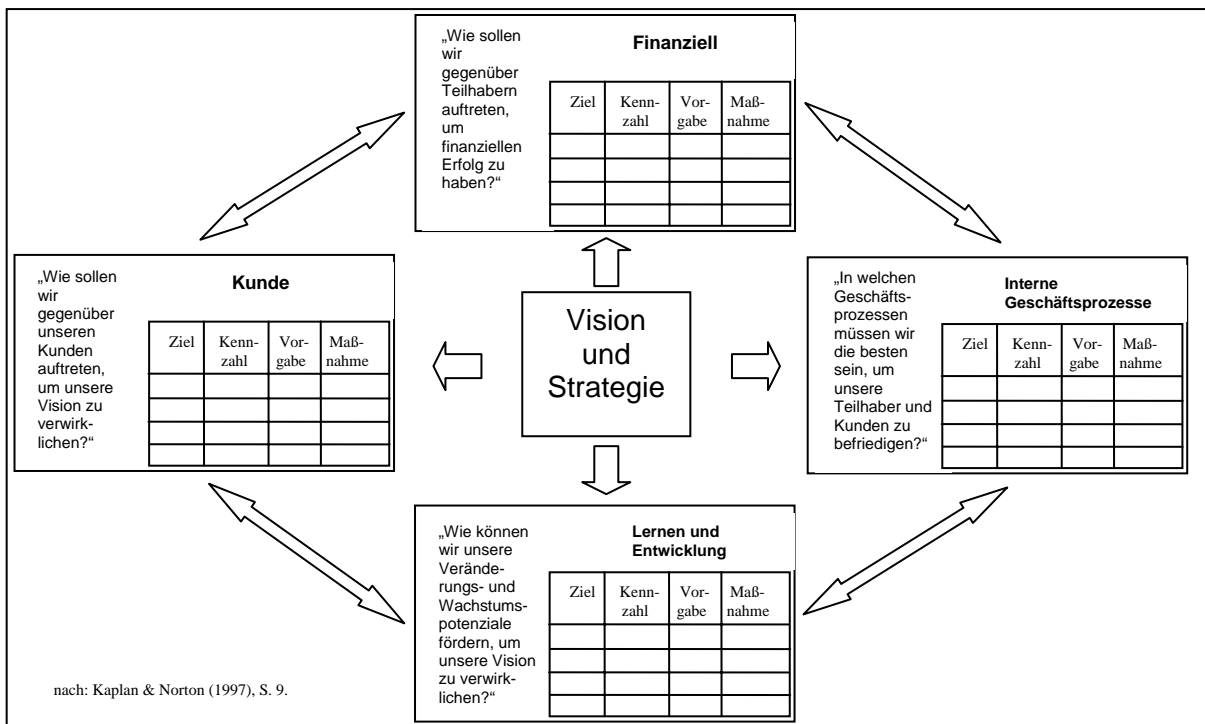 „Wie sollen
wir
gegenüber
Teilhabern
auftreten,
um
finanziellen
Erfolg zu
haben?“
Finanziell
Ziel Kenn- Vor- Maß-
zahl gabe nahme
„Wie sollen
wir
gegenüber
unseren
Kunden
auftreten,
um unsere
Vision zu
verwirk-
lichen?“
Kunde
Ziel Kenn- Vor- Maß-
zahl gabe nahme
Vision
und
Strategie
„In welchen
Geschäfts-
prozessen
müssen wir
die besten
sein, um
unsere
Teilhaber und
Kunden zu
befriedigen?“
Interne
Geschäftsprozesse
Ziel Kenn- Vor- Maß-
zahl gabe nahme
„Wie können
wir unsere
Verände-
rungs- und
Wachstums-
potenziale
fördern, um
unsere Vision
zu verwirk-
lichen?“
Lernen und
Entwicklung
Ziel Kenn- Vor- Maß-
zahl gabe nahme
nach: Kaplan & Norton (1997), S. 9.